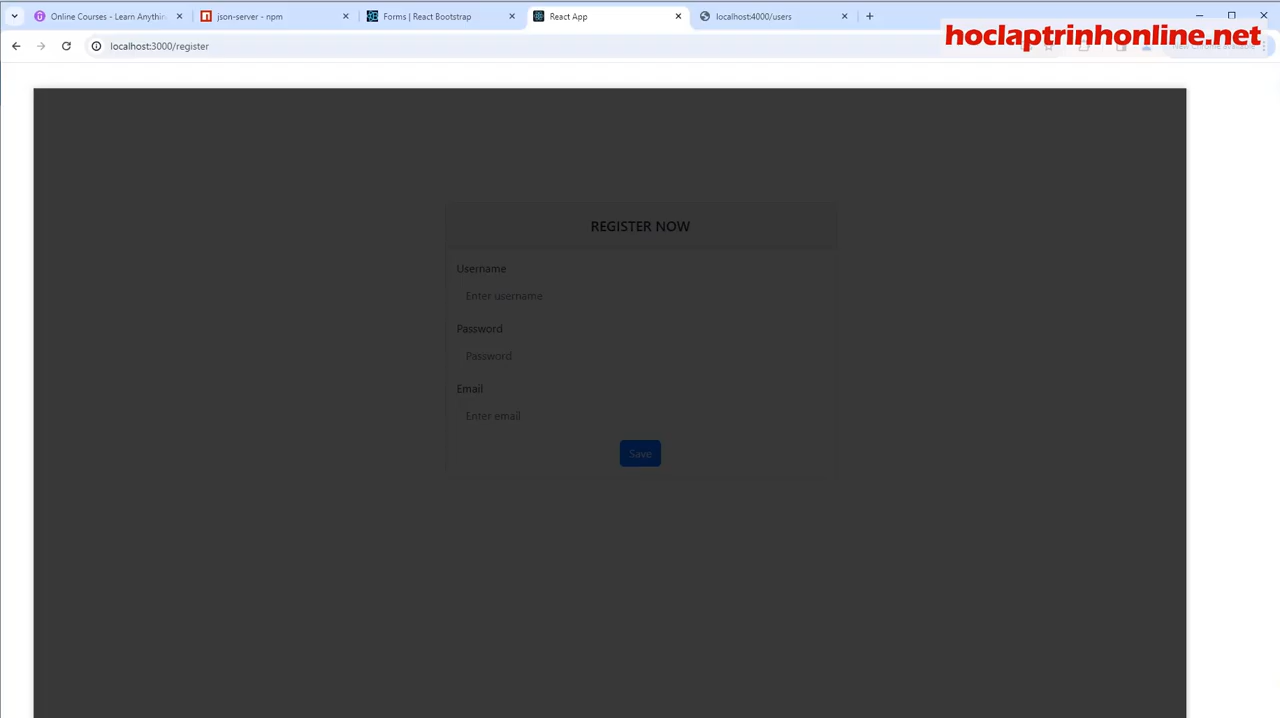 Online Courses - Learn Anythin
json-server - npm
Forms | React Bootstrap
React App
localhost:4000/users
localhost:3000/register
hoclaptrinhonline.net
REGISTER NOW
Username
Enter username
Password
Password
Email
Enter email
Save